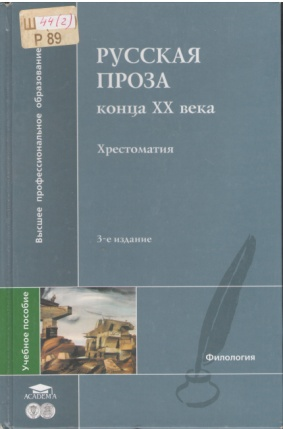 Ш 44(2)
Р 89
РУССКАЯ
ПРОЗА
конца XX века
Хрестоматия
3-е издание
Высшее профессиональное образование
Учебное пособие
Филология
ACADEMA